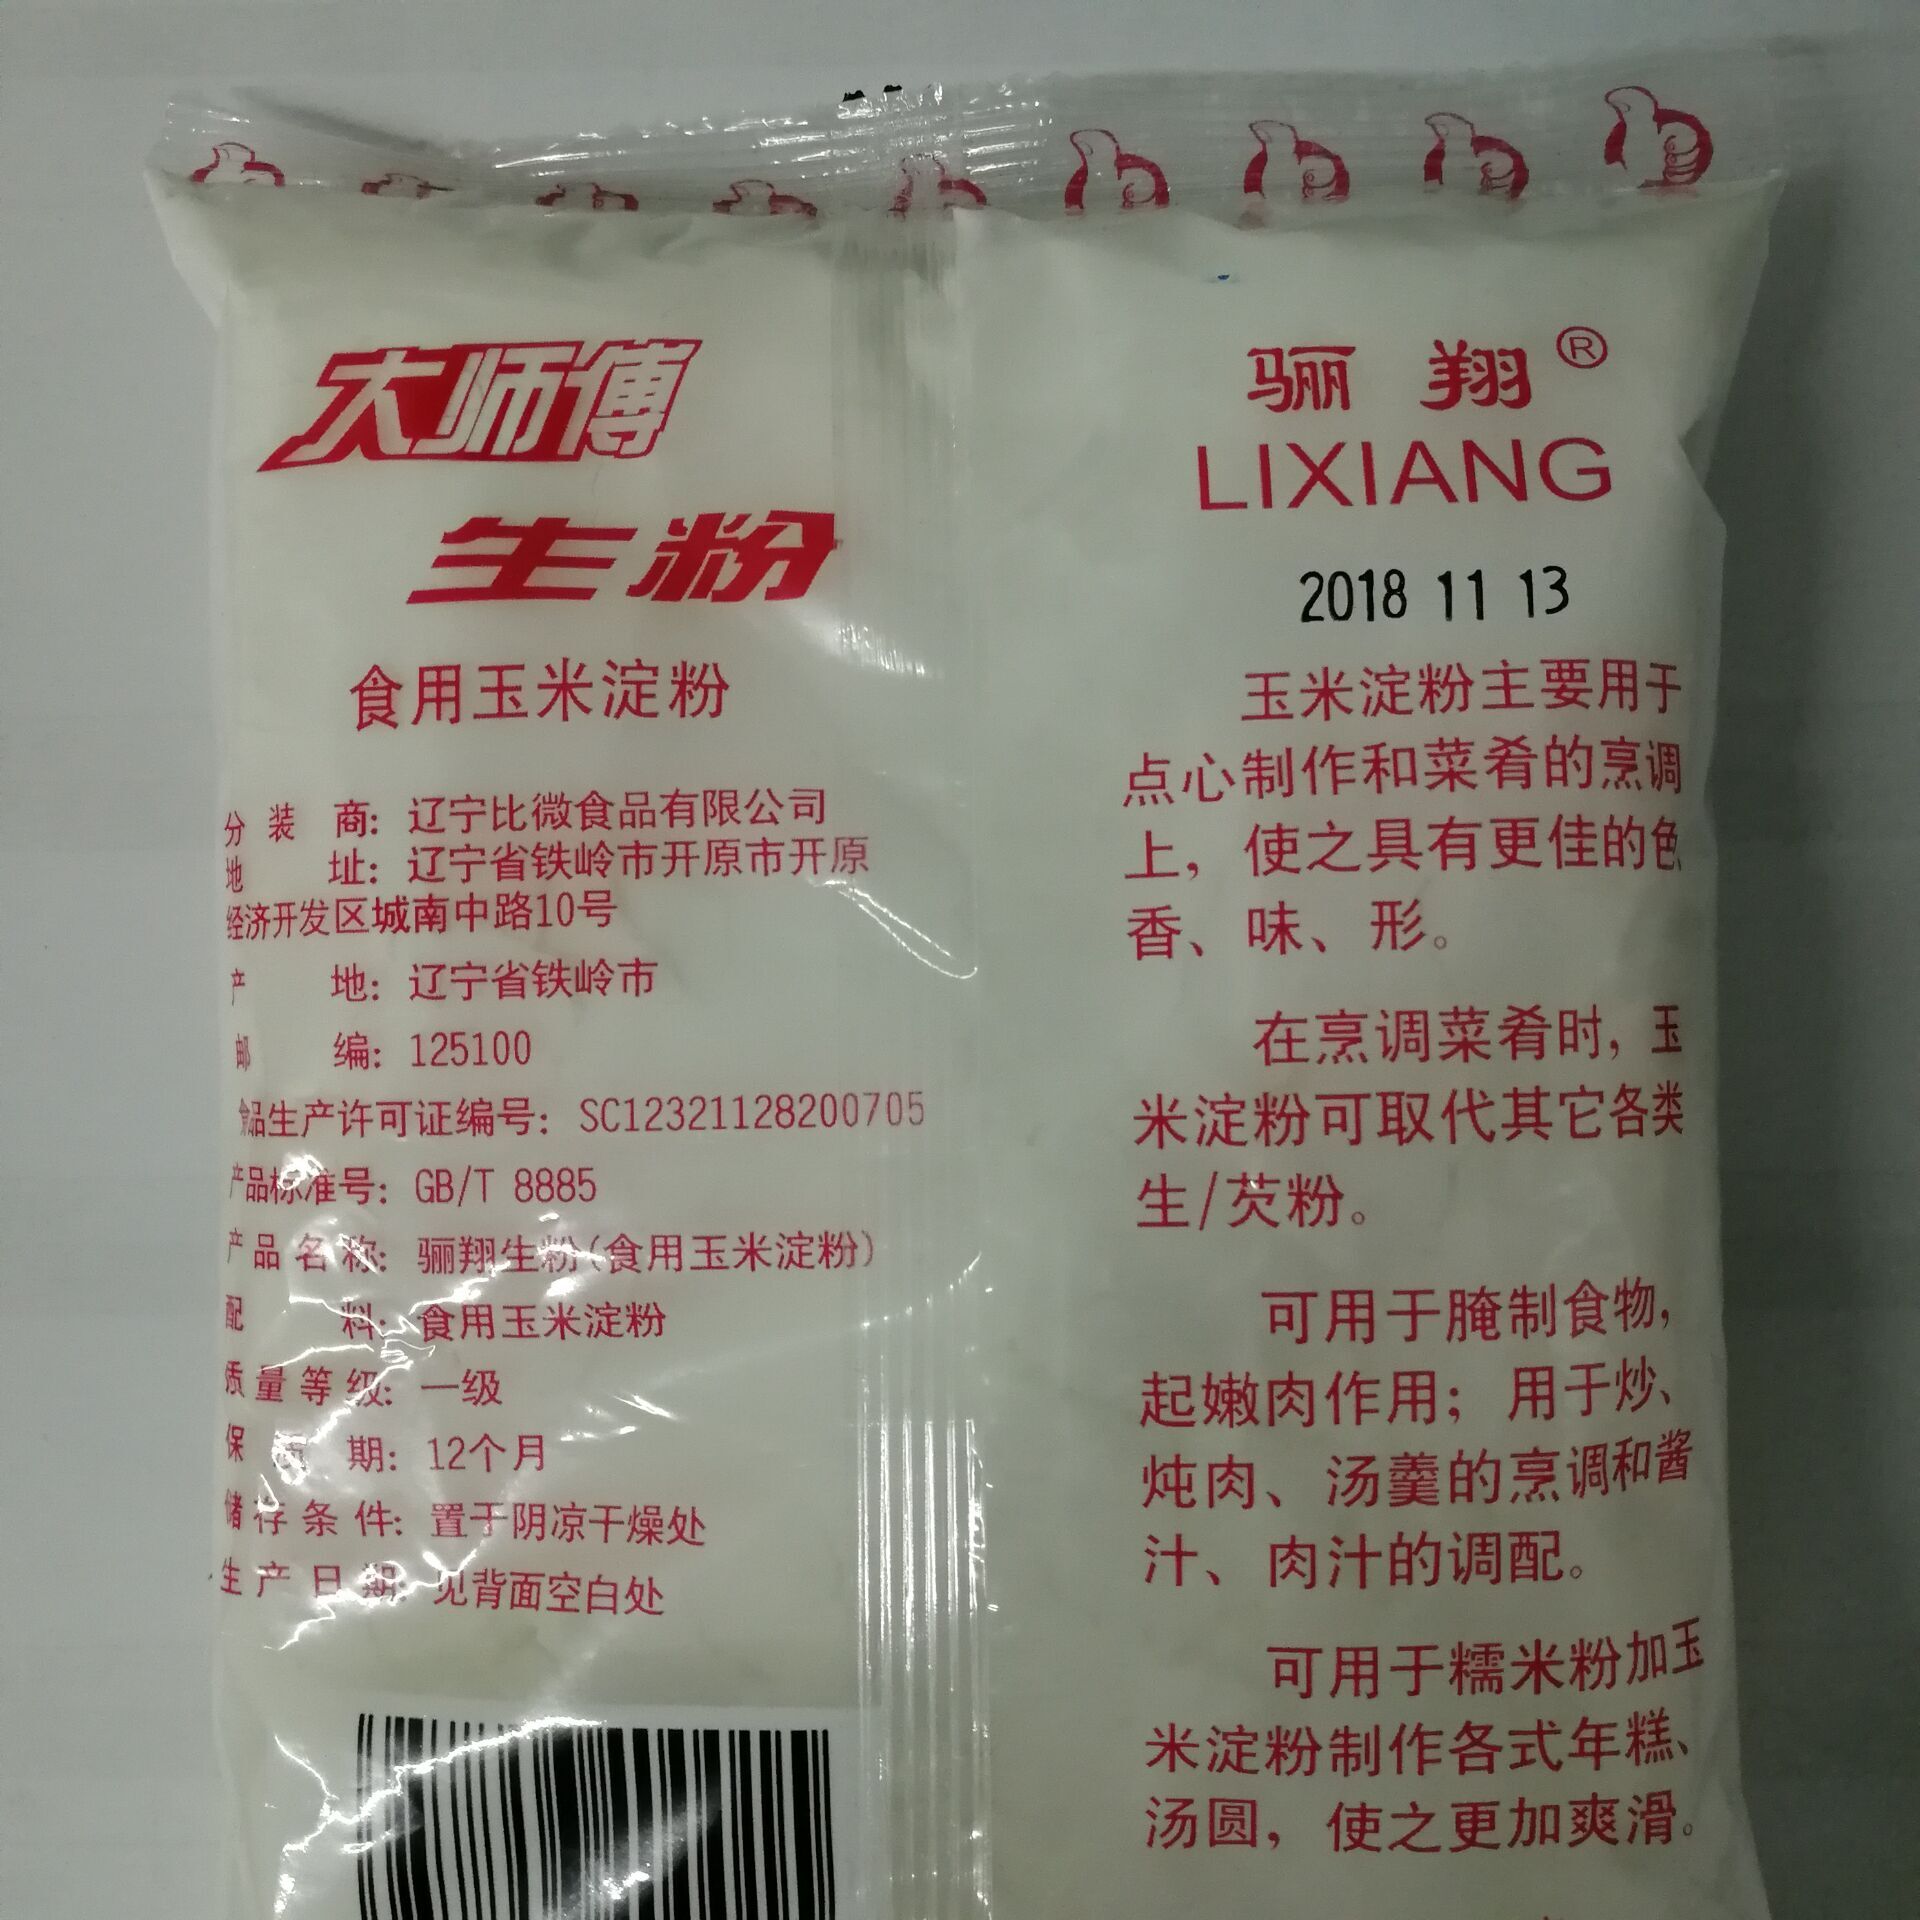 大师傅
生粉
食用玉米淀粉
分装商：辽宁比微食品有限公司
地址：辽宁省铁岭市开原市开原
经济开发区城南中路10号
产地：辽宁省铁岭市
邮编：125100
食品生产许可证编号：SC12321128200705
产品标准号：GB/T 8885
产品名称：骊翔生粉(食用玉米淀粉)
配料：食用玉米淀粉
质量等级：一级
保质期：12个月
储存条件：置于阴凉干燥处
生产日期：见背面空白处
骊翔®
LIXIANG
2018 11 13
玉米淀粉主要用于
点心制作和菜肴的烹调
上，使之具有更佳的色
香、味、形。
在烹调菜肴时，玉
米淀粉可取代其它各类
生/芡粉。
可用于腌制食物，
起嫩肉作用；用于炒、
炖肉、汤羹的烹调和酱
汁、肉汁的调配。
可用于糯米粉加玉
米淀粉制作各式年糕、
汤圆，使之更加爽滑。